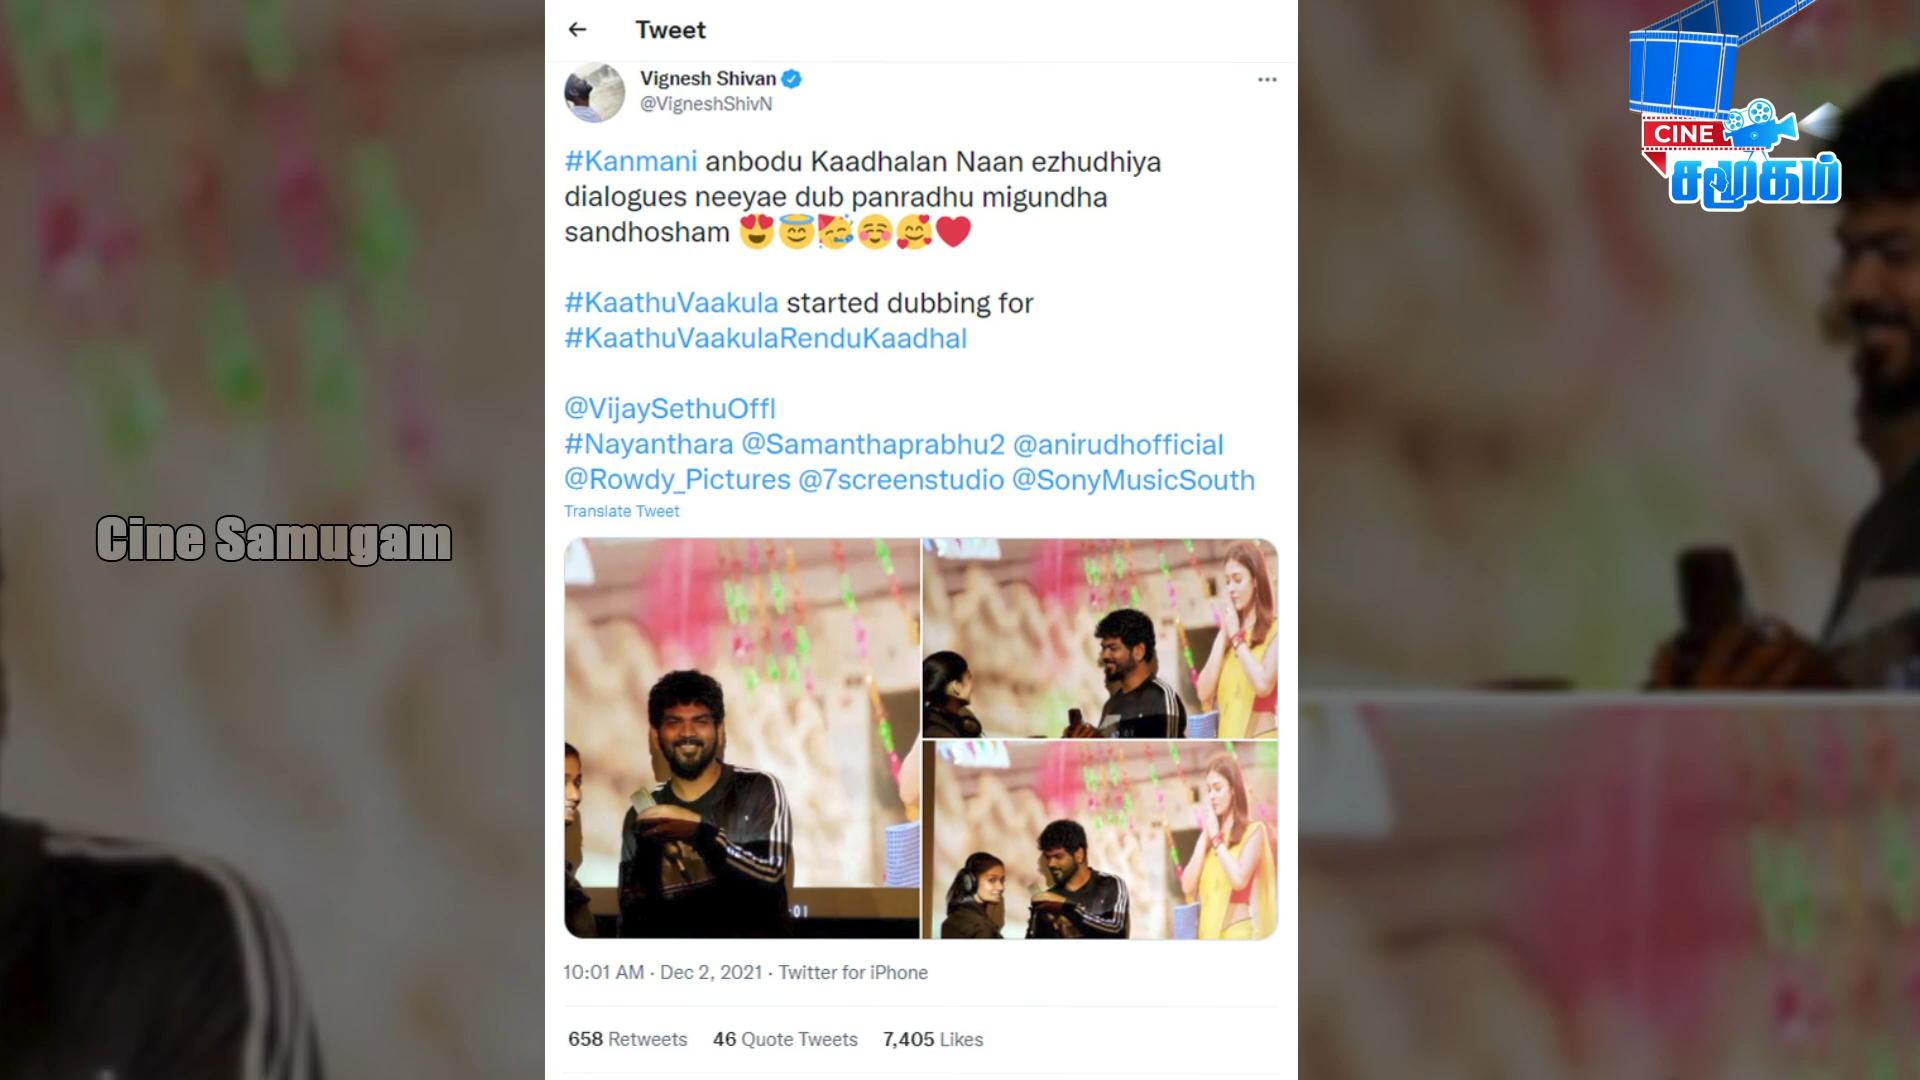 Tweet
Vignesh Shivan
@VigneshShivN
#Kanmani anbodu Kaadhalan Naan ezhudhiya
dialogues neeyae dub panradhu migundha
sandhosham 😍😇🥳☺️🥰❤️
#KaathuVaakula started dubbing for
#KaathuVaakulaRenduKaadhal
@VijaySethuOffl
#Nayanthara @Samanthaprabhu2 @anirudhofficial
@Rowdy_Pictures @7screenstudio @SonyMusicSouth
Translate Tweet
-01
10:01 AM · Dec 2, 2021 · Twitter for iPhone
658 Retweets 46 Quote Tweets 7,405 Likes
Cine Samugam
CINE
சமூகம்